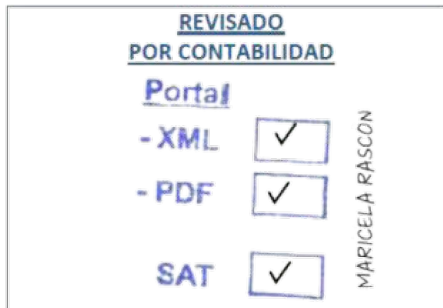 REVISADO
POR CONTABILIDAD
Portal
- XML ✓
- PDF ✓
SAT ✓
MARICELA RASCON